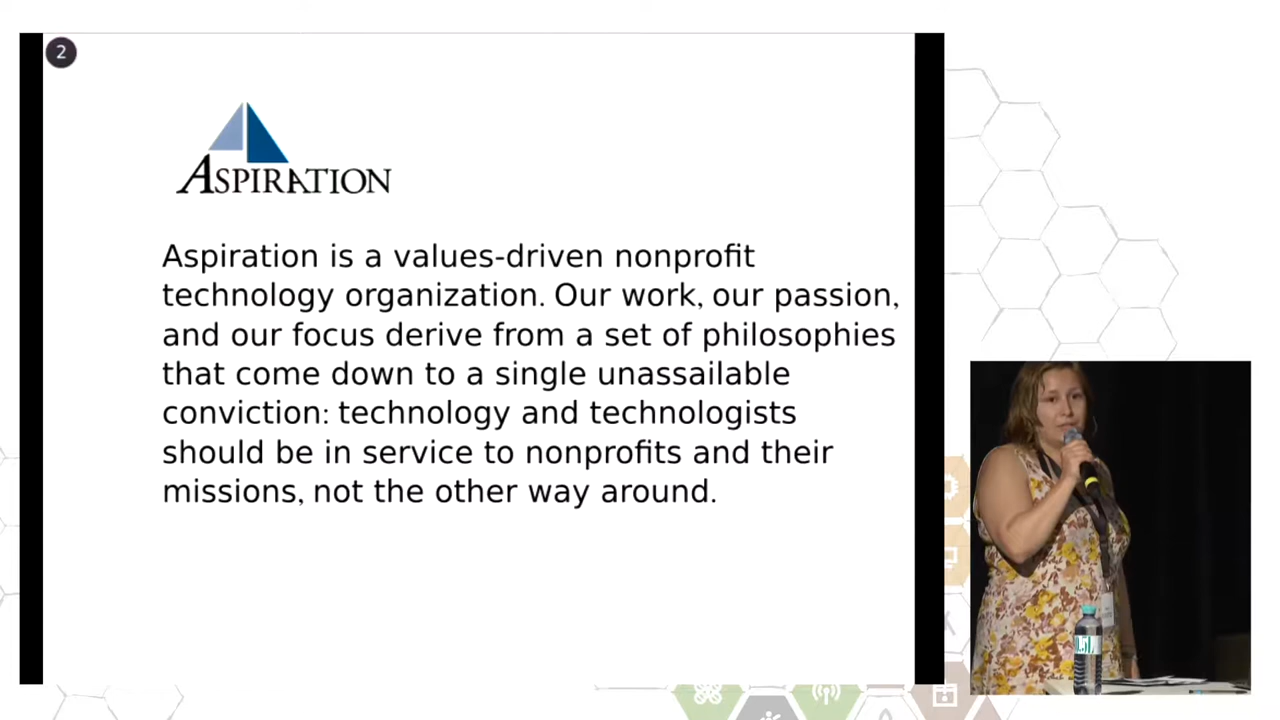 2
ASPIRATION
Aspiration is a values-driven nonprofit
technology organization. Our work, our passion,
and our focus derive from a set of philosophies
that come down to a single unassailable
conviction: technology and technologists
should be in service to nonprofits and their
missions, not the other way around.